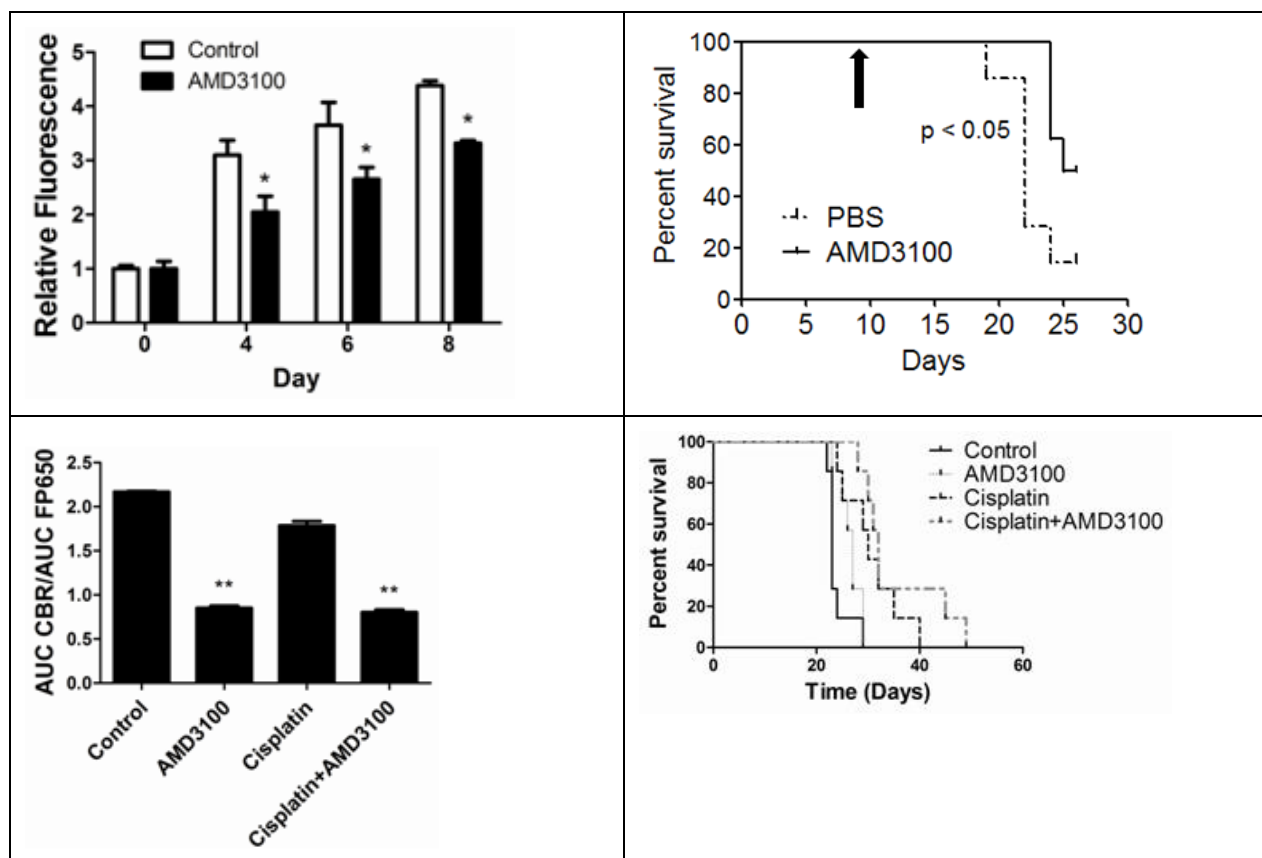 Control
AMD3100
Relative Fluorescence
5
4
3
2
1
0
0 4 6 8
Day
*
*
*
Percent survival
100
80
60
40
20
0
p < 0.05
PBS
AMD3100
0 5 10 15 20 25 30
Days
AUC CBR/AUC FP650
2.5
2.0
1.5
1.0
0.5
0.0
**
**
Control
AMD3100
Cisplatin
Cisplatin+AMD3100
Percent survival
100
80
60
40
20
0
Control
AMD3100
Cisplatin
Cisplatin+AMD3100
0 20 40 60
Time (Days)